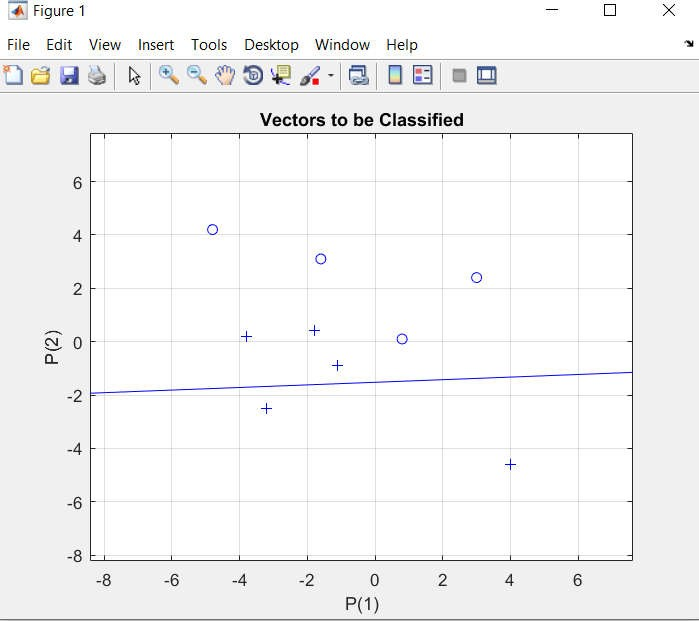 Figure 1
File Edit View Insert Tools Desktop Window Help
Vectors to be Classified
6
4
2
0
-2
-4
-6
-8
P(2)
-8 -6 -4 -2 0 2 4 6
P(1)